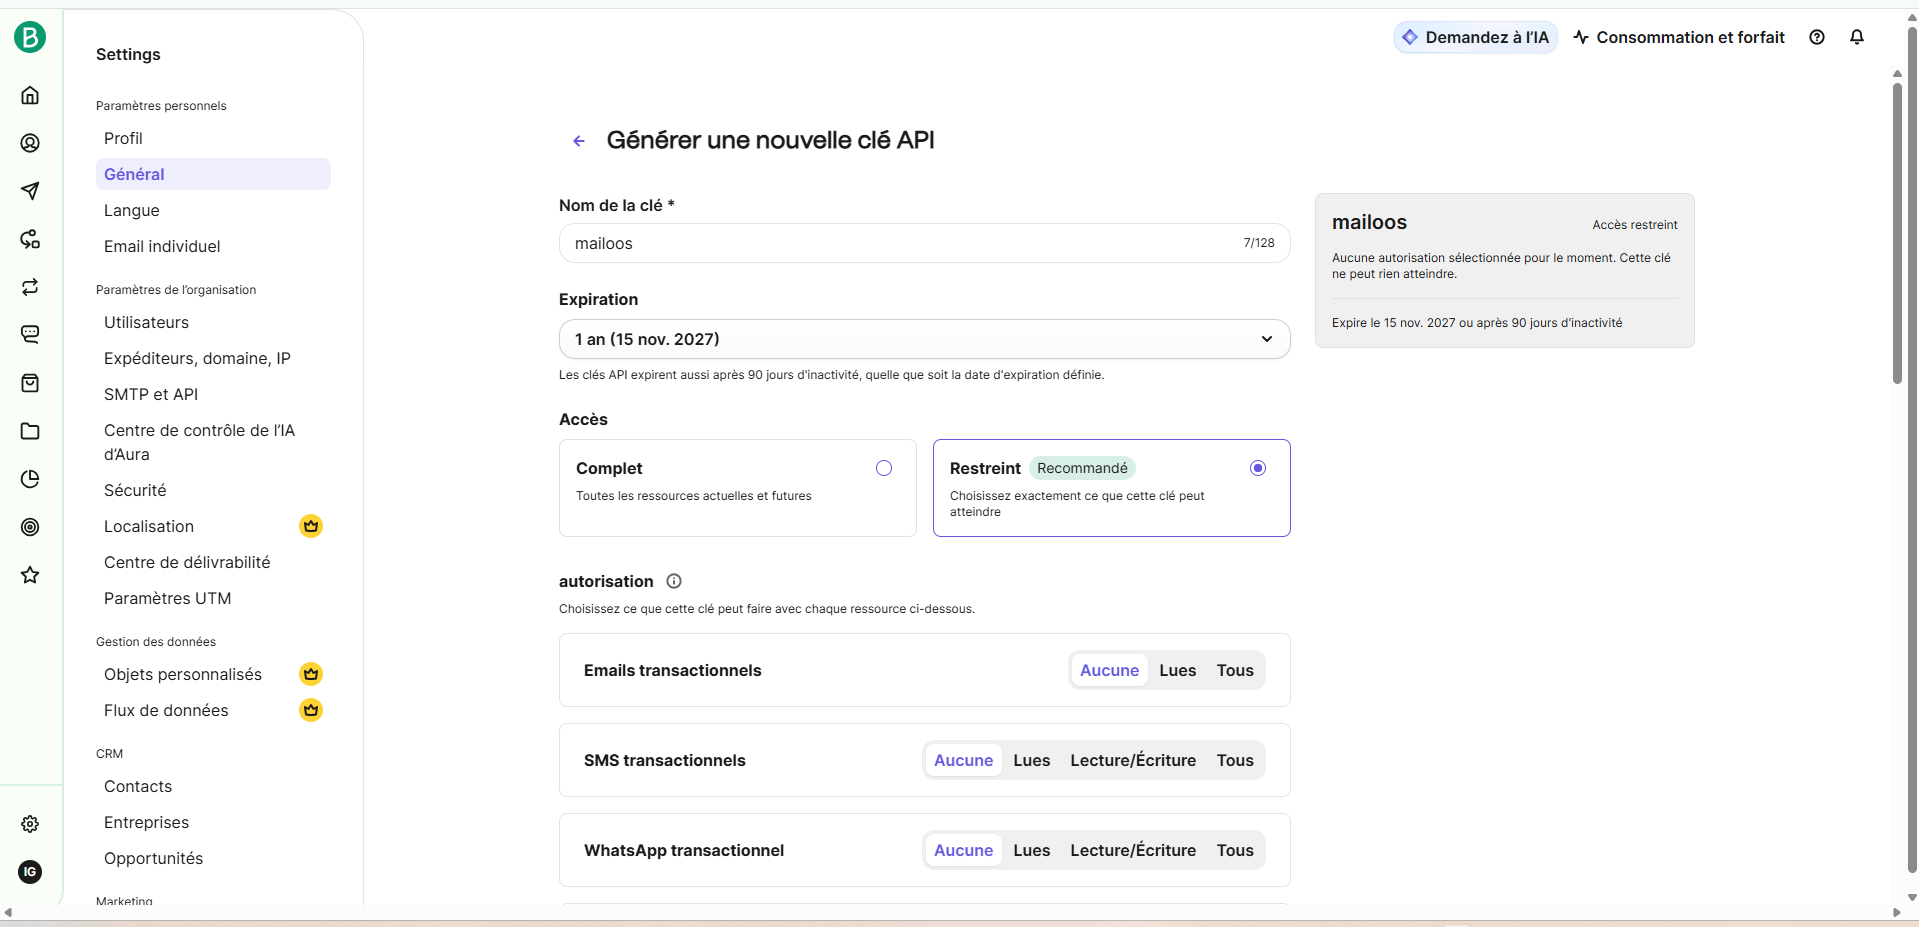 B
Settings
Paramètres personnels
Profil
Général
Langue
Email individuel
Paramètres de l'organisation
Utilisateurs
Expéditeurs, domaine, IP
SMTP et API
Centre de contrôle de l'IA
d'Aura
Sécurité
Localisation
Centre de délivrabilité
Paramètres UTM
Gestion des données
Objets personnalisés
Flux de données
CRM
Contacts
Entreprises
Opportunités
Marketing
IG
Demandez à l'IA
Consommation et forfait
Générer une nouvelle clé API
Nom de la clé *
mailoos 7/128
Expiration
1 an (15 nov. 2027)
Les clés API expirent aussi après 90 jours d'inactivité, quelle que soit la date d'expiration définie.
Accès
Complet
Toutes les ressources actuelles et futures
Restreint Recommandé
Choisissez exactement ce que cette clé peut
atteindre
autorisation
Choisissez ce que cette clé peut faire avec chaque ressource ci-dessous.
Emails transactionnels Aucune Lues Tous
SMS transactionnels Aucune Lues Lecture/Écriture Tous
WhatsApp transactionnel Aucune Lues Lecture/Écriture Tous
mailoos Accès restreint
Aucune autorisation sélectionnée pour le moment. Cette clé
ne peut rien atteindre.
Expire le 15 nov. 2027 ou après 90 jours d'inactivité